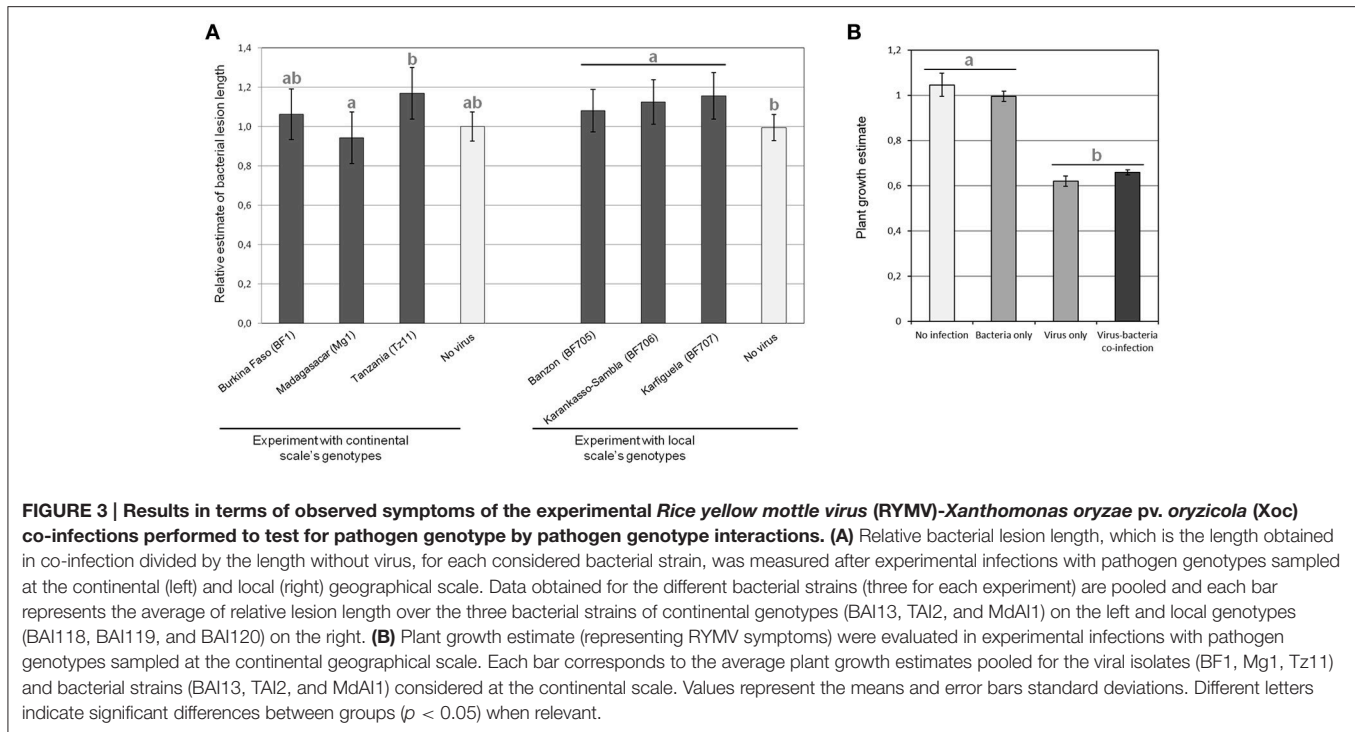 A
Relative estimate of bacterial lesion length
1,4
1,2
1,0
0,8
0,6
0,4
0,2
0,0
ab
a
b
ab
a
b
Burkina Faso (BF1)
Madagasacar (Mg1)
Tanzania (Tz11)
No virus
Banzon (BF705)
Karankasso-Sambla (BF706)
Karfiguela (BF707)
No virus
Experiment with continental
scale's genotypes
Experiment with local
scale's genotypes
B
Plant growth estimate
1,2
1
0,8
0,6
0,4
0,2
0
a
b
No infection
Bacteria only
Virus only
Virus-bacteria
co-infection
FIGURE 3 | Results in terms of observed symptoms of the experimental Rice yellow mottle virus (RYMV)-Xanthomonas oryzae pv. oryzicola (Xoc)
co-infections performed to test for pathogen genotype by pathogen genotype interactions. (A) Relative bacterial lesion length, which is the length obtained
in co-infection divided by the length without virus, for each considered bacterial strain, was measured after experimental infections with pathogen genotypes sampled
at the continental (left) and local (right) geographical scale. Data obtained for the different bacterial strains (three for each experiment) are pooled and each bar
represents the average of relative lesion length over the three bacterial strains of continental genotypes (BAI13, TAI2, and MdAI1) on the left and local genotypes
(BAI118, BAI119, and BAI120) on the right. (B) Plant growth estimate (representing RYMV symptoms) were evaluated in experimental infections with pathogen
genotypes sampled at the continental geographical scale. Each bar corresponds to the average plant growth estimates pooled for the viral isolates (BF1, Mg1, Tz11)
and bacterial strains (BAI13, TAI2, and MdAI1) considered at the continental scale. Values represent the means and error bars standard deviations. Different letters
indicate significant differences between groups (p < 0.05) when relevant.